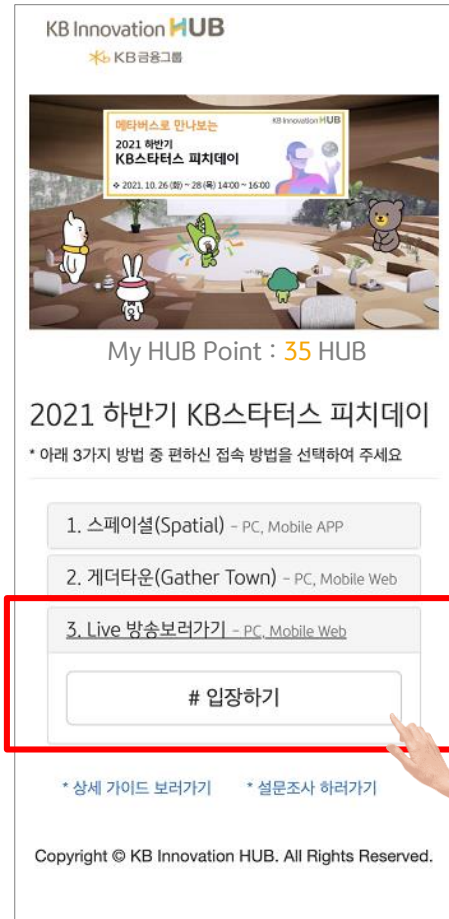 KB Innovation HUB
KB금융그룹
메타버스로 만나보는
KB Innovation HUB
2021 하반기
KB스타터스 피치데이
❖ 2021. 10. 26 (화) ~ 28 (목) 14:00 ~ 16:00
My HUB Point : 35 HUB
2021 하반기 KB스타터스 피치데이
* 아래 3가지 방법 중 편하신 접속 방법을 선택하여 주세요
1. 스페이셜(Spatial) - PC, Mobile APP
2. 게더타운(Gather Town) - PC, Mobile Web
3. Live 방송보러가기 - PC, Mobile Web
# 입장하기
* 상세 가이드 보러가기 * 설문조사 하러가기
Copyright © KB Innovation HUB. All Rights Reserved.